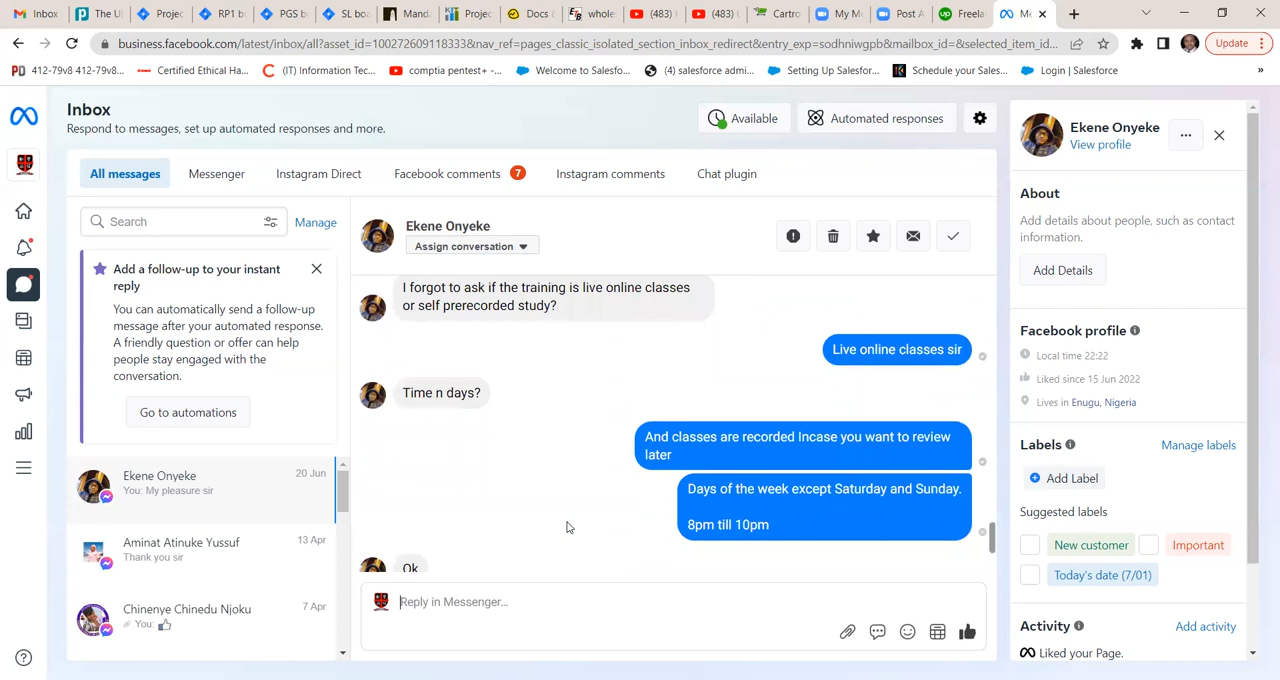 Inbox
The Ul
Projec
RP1 b
PGS b
SL boa
Manda
Projec
Docs 8
whole
(483)
(483) (
Cartro
My M
Post A
Freela
Me
business.facebook.com/latest/inbox/all?asset_id=100272609118333&nav_ref=pages_classic_isolated_section_inbox_redirect&entry_exp=sodhniwgpb&mailbox_id=&selected_item_id...
Update
412-79v8 412-79v8...
Certified Ethical Ha...
(IT) Information Tec...
comptia pentest+ -...
Welcome to Salesfo...
(4) salesforce admi...
Setting Up Salesfor...
Schedule your Sales...
Login | Salesforce
»
Inbox
Respond to messages, set up automated responses and more.
Available
Automated responses
All messages
Messenger
Instagram Direct
Facebook comments 7
Instagram comments
Chat plugin
Search
Manage
Add a follow-up to your instant
reply
You can automatically send a follow-up
message after your automated response.
A friendly question or offer can help
people stay engaged with the
conversation.
Go to automations
Ekene Onyeke
20 Jun
You: My pleasure sir
Aminat Atinuke Yussuf
13 Apr
Thank you sir
Chinenye Chinedu Njoku
7 Apr
You:
Ekene Onyeke
Assign conversation
I forgot to ask if the training is live online classes
or self prerecorded study?
Live online classes sir
Time n days?
And classes are recorded Incase you want to review
later
Days of the week except Saturday and Sunday.
8pm till 10pm
Ok
Reply in Messenger...
Ekene Onyeke
View profile
About
Add details about people, such as contact
information.
Add Details
Facebook profile
Local time 22:22
Liked since 15 Jun 2022
Lives in Enugu, Nigeria
Labels
Manage labels
Add Label
Suggested labels
New customer
Important
Today's date (7/01)
Activity
Add activity
Liked your Page.